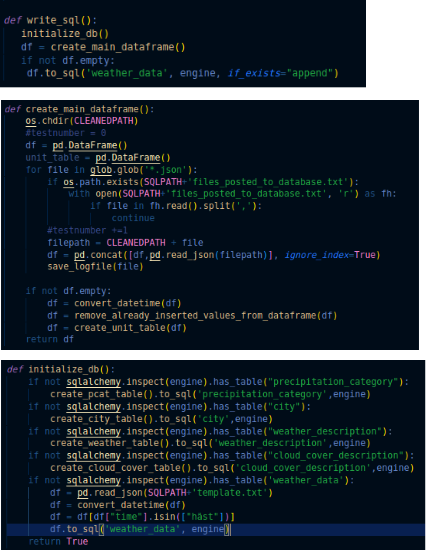 def write_sql():
    initialize_db()
    df = create_main_dataframe()
    if not df.empty:
        df.to_sql('weather_data', engine, if_exists="append")
def create_main_dataframe():
    os.chdir(CLEANEDPATH)
    #testnumber = 0
    df = pd.DataFrame()
    unit_table = pd.DataFrame()
    for file in glob.glob('*.json'):
        if os.path.exists(SQLPATH+'files_posted_to_database.txt'):
            with open(SQLPATH+'files_posted_to_database.txt', 'r') as fh:
                if file in fh.read().split(','):
                    continue
        #testnumber +=1
        filepath = CLEANEDPATH + file
        df = pd.concat([df,pd.read_json(filepath)], ignore_index=True)
        save_logfile(file)
    if not df.empty:
        df = convert_datetime(df)
        df = remove_already_inserted_values_from_dataframe(df)
        df = create_unit_table(df)
    return df
def initialize_db():
    if not sqlalchemy.inspect(engine).has_table("precipitation_category"):
        create_pcat_table().to_sql('precipitation_category',engine)
    if not sqlalchemy.inspect(engine).has_table("city"):
        create_city_table().to_sql('city',engine)
    if not sqlalchemy.inspect(engine).has_table("weather_description"):
        create_weather_table().to_sql('weather_description',engine)
    if not sqlalchemy.inspect(engine).has_table("cloud_cover_description"):
        create_cloud_cover_table().to_sql('cloud_cover_description',engine)
    if not sqlalchemy.inspect(engine).has_table('weather_data'):
        df = pd.read_json(SQLPATH+'template.txt')
        df = convert_datetime(df)
        df = df[df["time"].isin(["häst"])]
        df.to_sql('weather_data', engine)
    return True